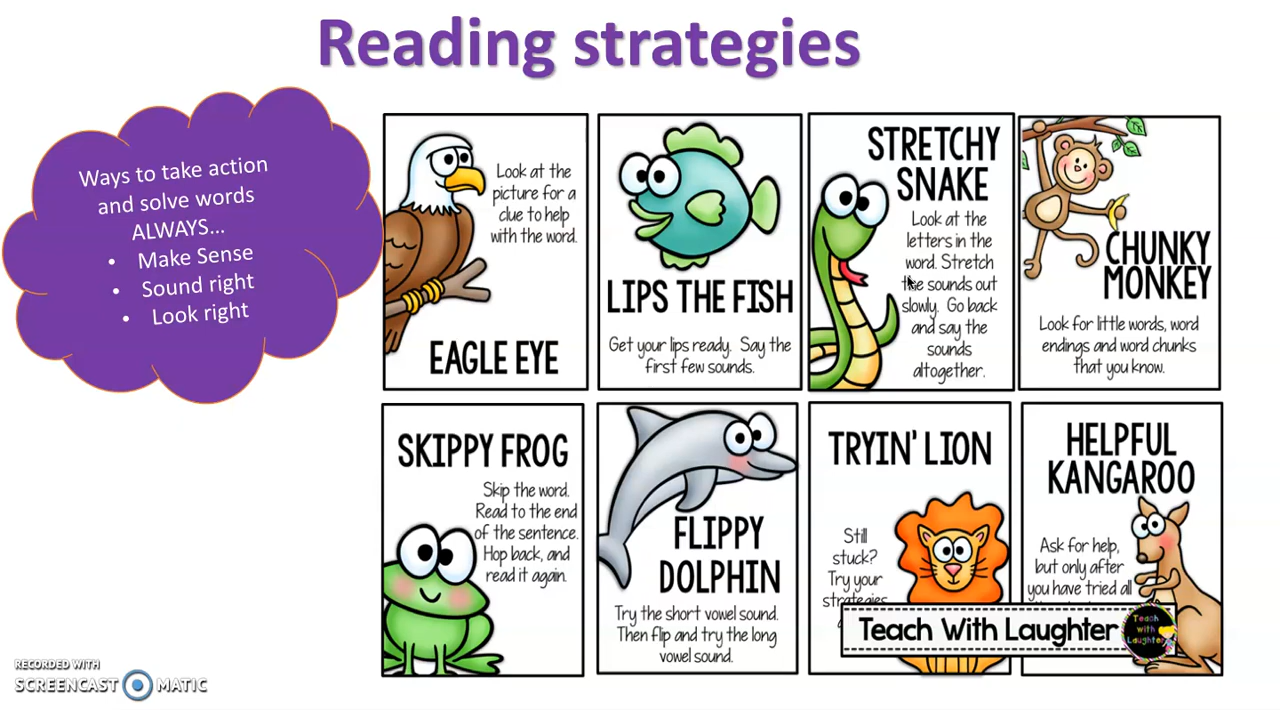 Reading strategies
Ways to take action
and solve words
ALWAYS...
• Make Sense
• Sound right
• Look right
Look at the
picture for a
clue to help
with the word.
EAGLE EYE
LIPS THE FISH
Get your lips ready. Say the
first few sounds.
STRETCHY
SNAKE
Look at the
letters in the
word. Stretch
the sounds out
slowly. Go back
and say the
sounds
altogether.
CHUNKY
MONKEY
Look for little words, word
endings and word chunks
that you know.
SKIPPY FROG
Skip the word.
Read to the end
of the sentence.
Hop back, and
read it again.
FLIPPY
DOLPHIN
Try the short vowel sound.
Then flip and try the long
vowel sound.
TRYIN' LION
Still
stuck?
Try your
strategies
HELPFUL
KANGAROO
Ask for help,
but only after
you have tried all
Teach With Laughter
Teach
with
Laughter
RECORDED WITH
SCREENCAST MATIC